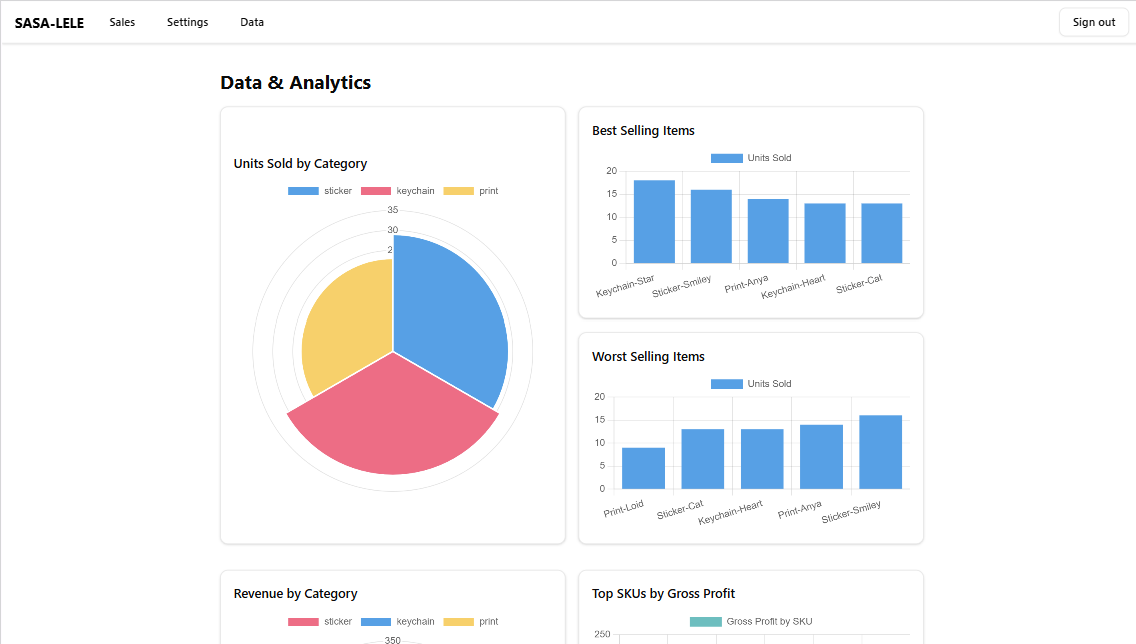 SASA-LELE Sales Settings Data Sign out
Data & Analytics
Units Sold by Category
sticker keychain print
35
30
2
Best Selling Items
Units Sold
20
15
10
5
0
Keychain-Star Sticker-Smiley Print-Anya Keychain-Heart Sticker-Cat
Worst Selling Items
Units Sold
20
15
10
5
0
Print-Loid Sticker-Cat Keychain-Heart Print-Anya Sticker-Smiley
Revenue by Category
sticker keychain print
350
Top SKUs by Gross Profit
Gross Profit by SKU
250